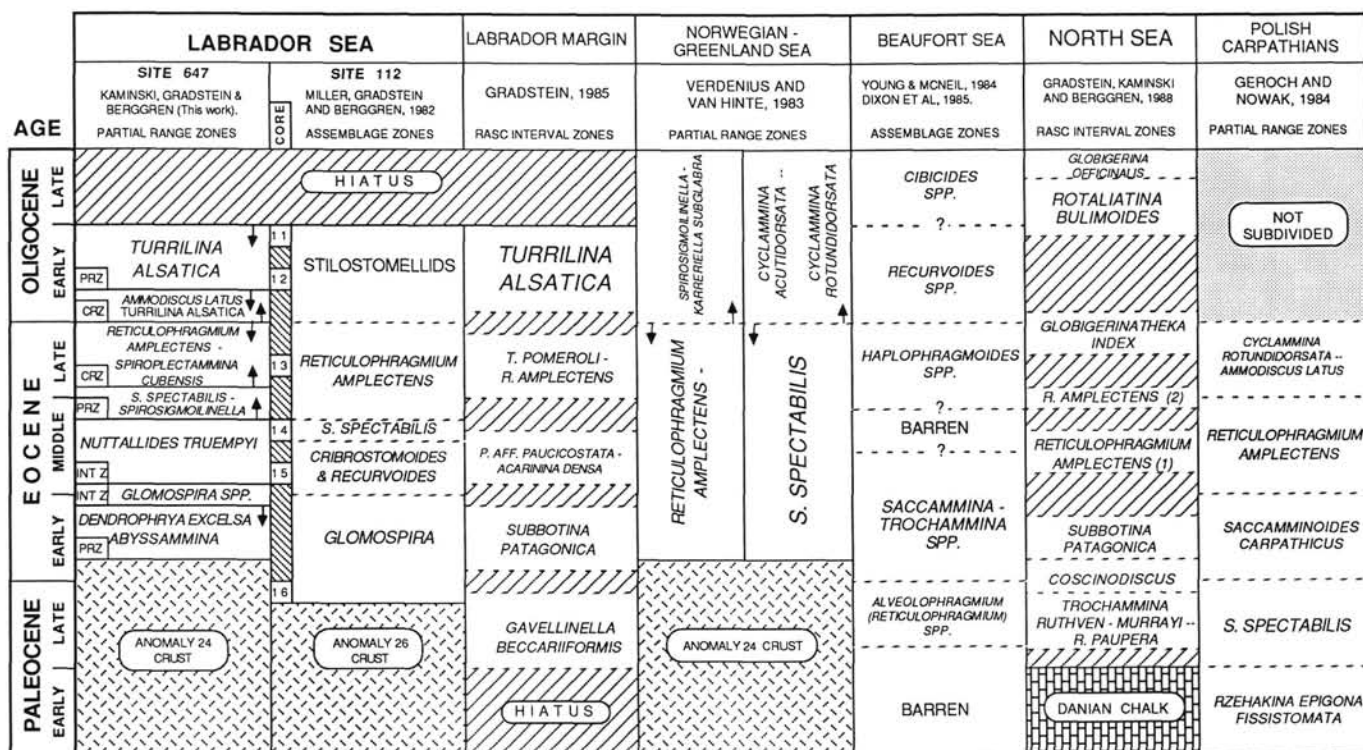 LABRADOR SEA
LABRADOR MARGIN
NORWEGIAN -
GREENLAND SEA
BEAUFORT SEA
NORTH SEA
POLISH
CARPATHIANS
AGE
SITE 647
KAMINSKI, GRADSTEIN &
BERGGREN (This work).
PARTIAL RANGE ZONES
CORE
SITE 112
MILLER, GRADSTEIN
AND BERGGREN, 1982
ASSEMBLAGE ZONES
GRADSTEIN, 1985
RASC INTERVAL ZONES
VERDENIUS AND
VAN HINTE, 1983
PARTIAL RANGE ZONES
YOUNG & MCNEIL, 1984
DIXON ET AL, 1985.
ASSEMBLAGE ZONES
GRADSTEIN, KAMINSKI
AND BERGGREN, 1988
RASC INTERVAL ZONES
GEROCH AND
NOWAK, 1984
PARTIAL RANGE ZONES
OLIGOCENE
LATE
EARLY
EOCENE
LATE
MIDDLE
EARLY
PALEOCENE
LATE
EARLY
HIATUS
TURRILINA
ALSATICA
PRZ
AMMODISCUS LATUS
TURRILINA ALSATICA
CRZ
RETICULOPHRAGMIUM
AMPLECTENS -
SPIROPLECTAMMINA
CUBENSIS
CRZ
S. SPECTABILIS -
SPIROSIGMOILINELLA
PRZ
NUTTALLIDES TRUEMPYI
INT Z
INT Z
GLOMOSPIRA SPP.
DENDROPHRYA EXCELSA
ABYSSAMMINA
PRZ
ANOMALY 24
CRUST
11
12
13
14
15
16
STILOSTOMELLIDS
RETICULOPHRAGMIUM
AMPLECTENS
S. SPECTABILIS
CRIBROSTOMOIDES
& RECURVOIDES
GLOMOSPIRA
ANOMALY 26
CRUST
TURRILINA
ALSATICA
T. POMEROLI -
R. AMPLECTENS
P. AFF. PAUCICOSTATA -
ACARININA DENSA
SUBBOTINA
PATAGONICA
GAVELLINELLA
BECCARIIFORMIS
HIATUS
SPIROSIGMOILINELLA -
KARRERIELLA SUBGLABRA
CYCLAMMINA
ACUTIDORSATA --
CYCLAMMINA
ROTUNDIDORSATA
RETICULOPHRAGMIUM
AMPLECTENS -
S. SPECTABILIS
ANOMALY 24 CRUST
CIBICIDES
SPP.
?
RECURVOIDES
SPP.
HAPLOPHRAGMOIDES
SPP.
?
BARREN
?
SACCAMMINA -
TROCHAMMINA
SPP.
ALVEOLOPHRAGMIUM
(RETICULOPHRAGMIUM)
SPP.
BARREN
GLOBIGERINA
OFFICINALIS
ROTALIATINA
BULIMOIDES
GLOBIGERINATHEKA
INDEX
R. AMPLECTENS (2)
RETICULOPHRAGMIUM
AMPLECTENS (1)
SUBBOTINA
PATAGONICA
COSCINODISCUS
TROCHAMMINA
RUTHVEN - MURRAYI --
R. PAUPERA
DANIAN CHALK
NOT
SUBDIVIDED
CYCLAMMINA
ROTUNDIDORSATA --
AMMODISCUS LATUS
RETICULOPHRAGMIUM
AMPLECTENS
SACCAMMINOIDES
CARPATHICUS
S. SPECTABILIS
RZEHAKINA EPIGONA
FISSISTOMATA